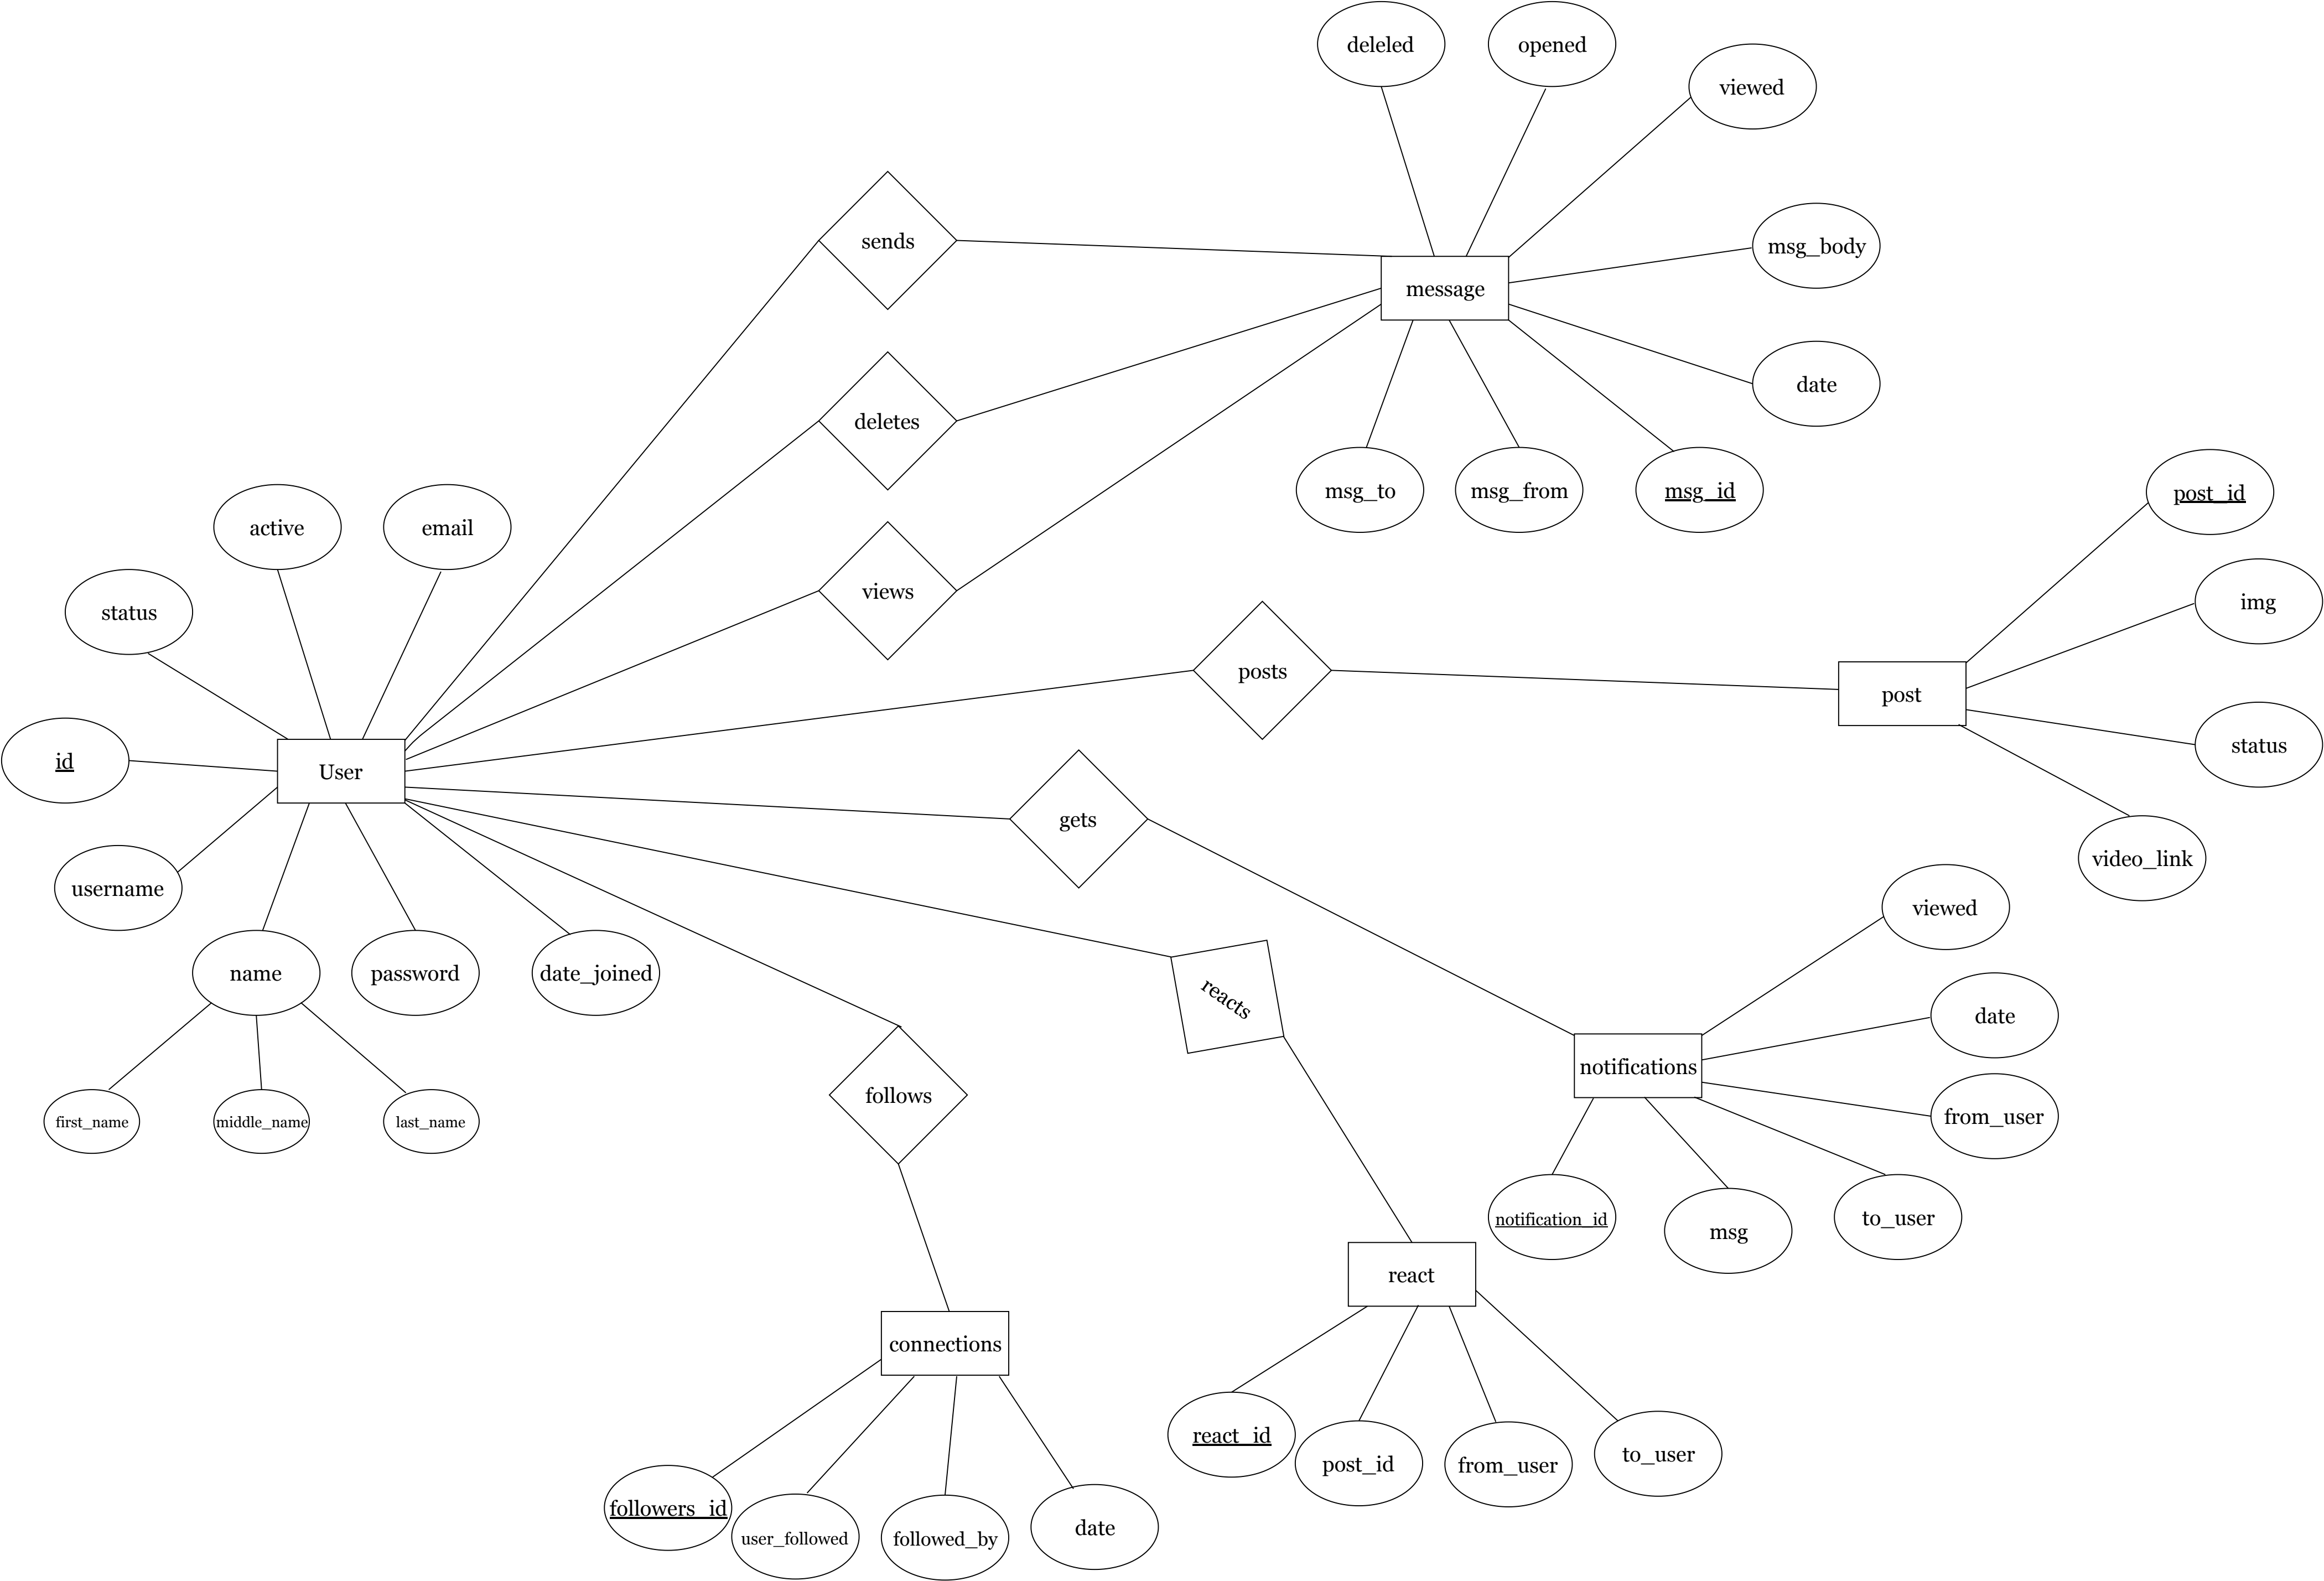 deleled
opened
viewed
sends
msg_body
message
date
deletes
msg_to
msg_from
msg_id
post_id
active
email
views
img
status
posts
post
status
id
User
gets
video_link
username
viewed
name
password
date_joined
reacts
date
notifications
follows
from_user
first_name
middle_name
last_name
notification_id
msg
to_user
react
connections
react_id
post_id
from_user
to_user
followers_id
user_followed
followed_by
date